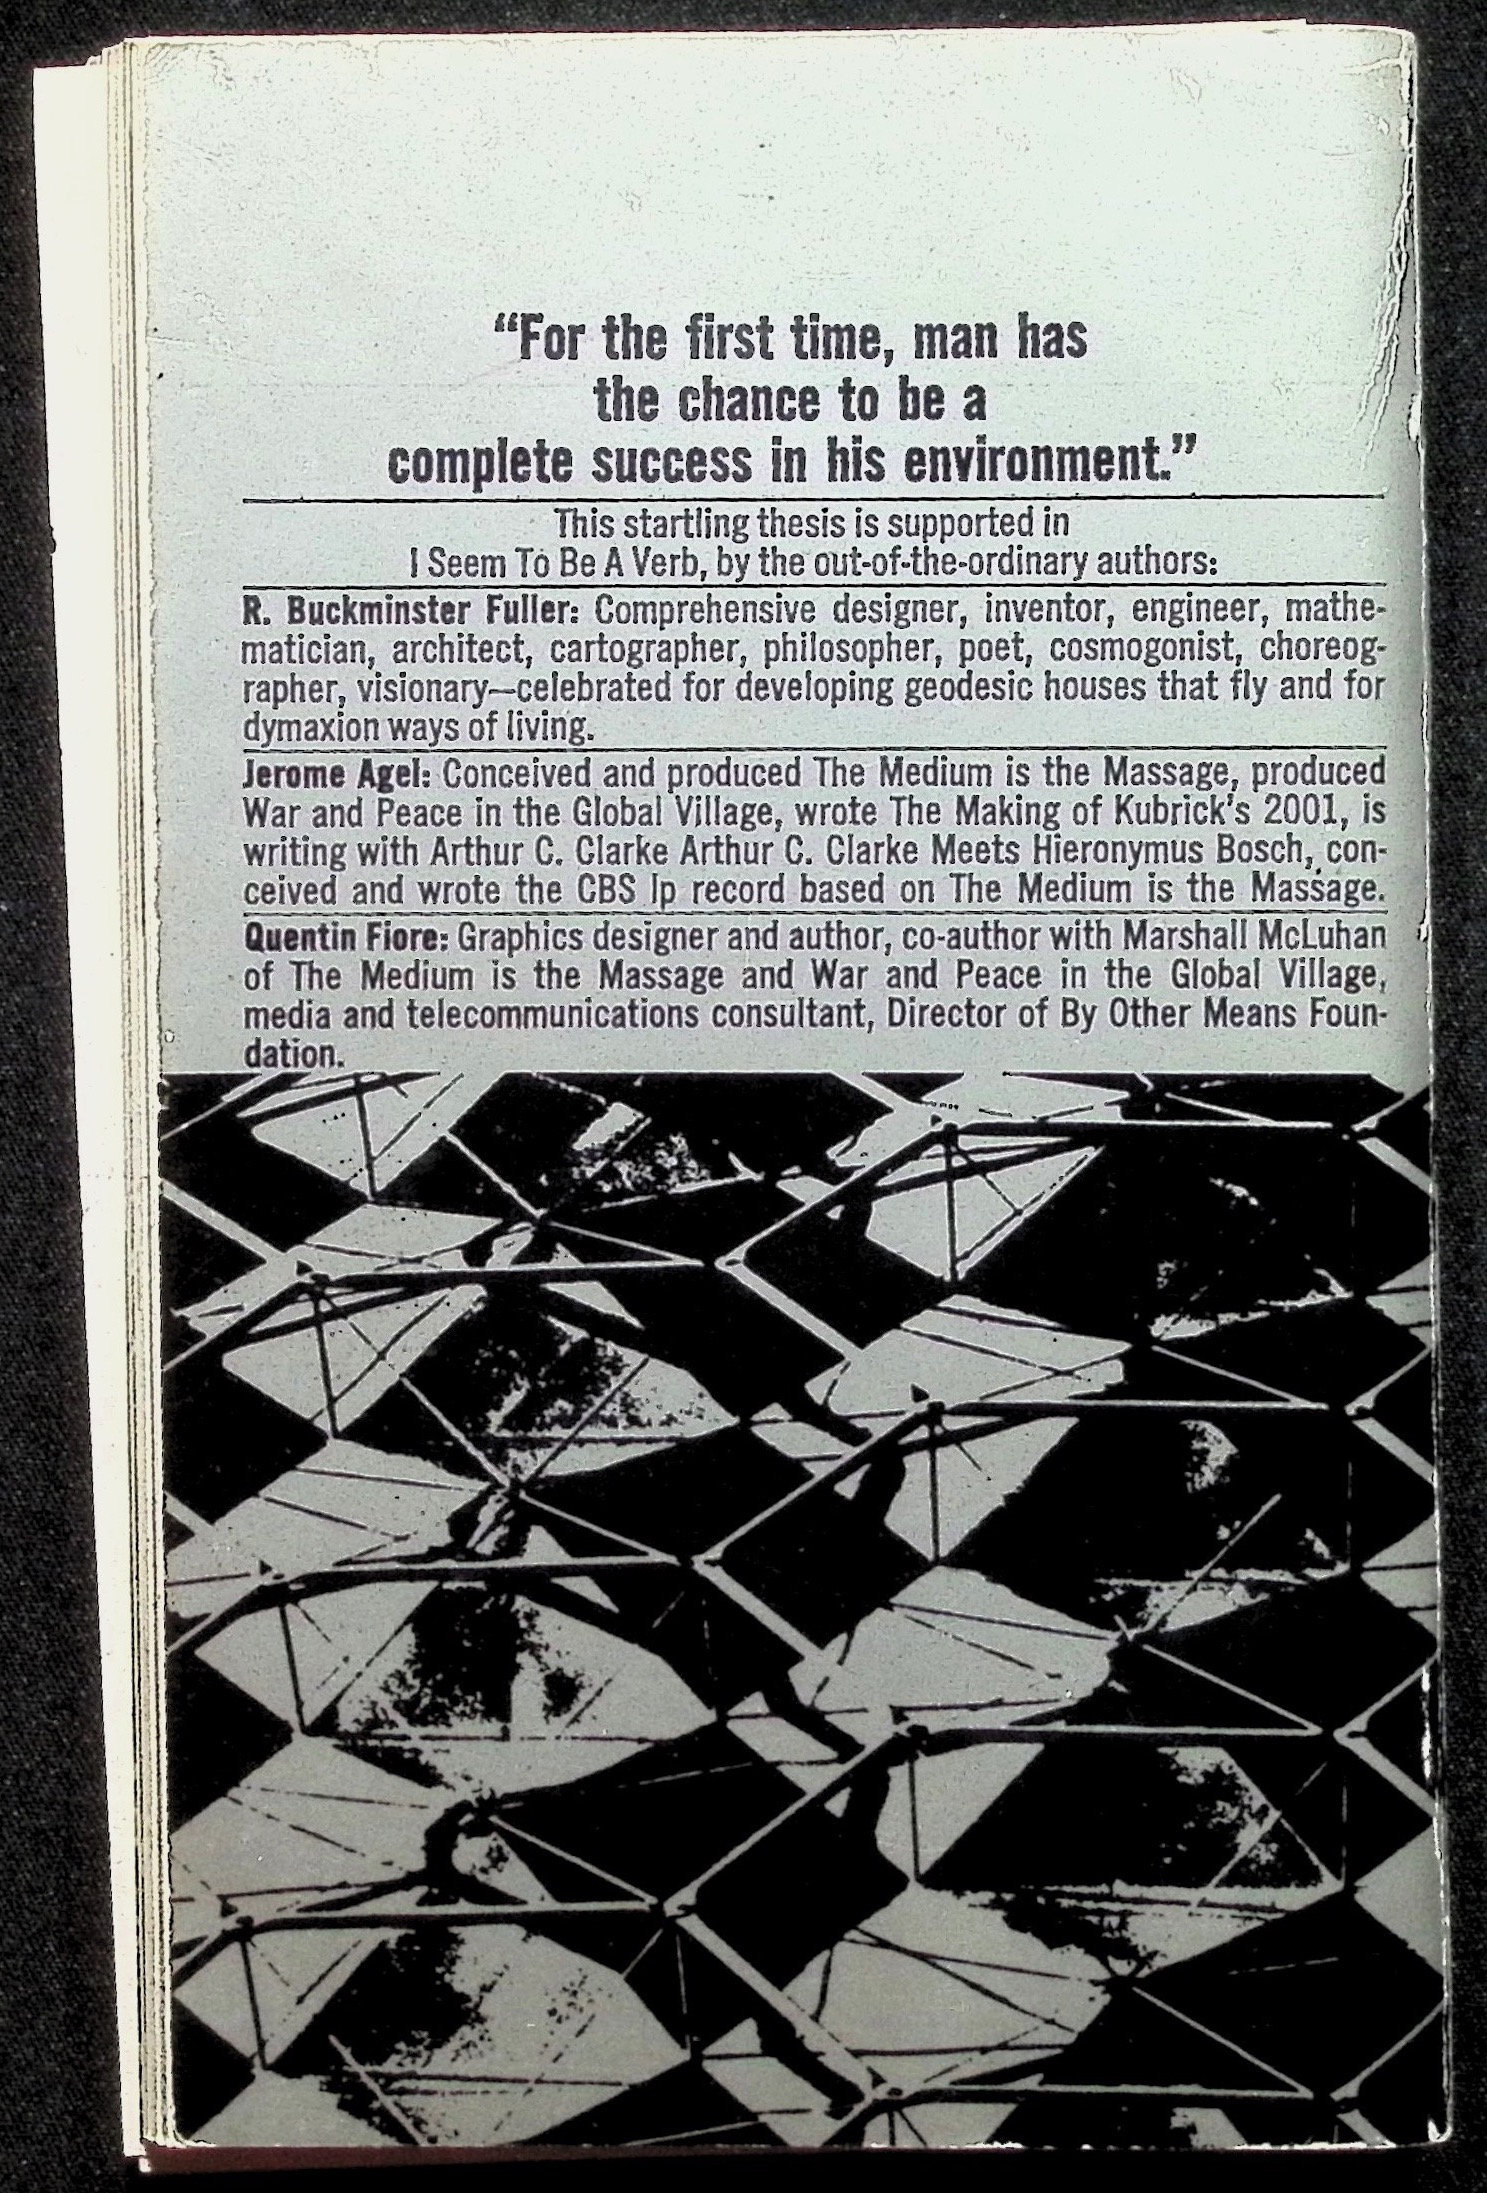 “For the first time, man has
the chance to be a
complete success in his environment.”
This startling thesis is supported in
I Seem To Be A Verb, by the out-of-the-ordinary authors:
R. Buckminster Fuller: Comprehensive designer, inventor, engineer, mathe-
matician, architect, cartographer, philosopher, poet, cosmogonist, choreog-
rapher, visionary—celebrated for developing geodesic houses that fly and for
dymaxion ways of living.
Jerome Agel: Conceived and produced The Medium is the Massage, produced
War and Peace in the Global Village, wrote The Making of Kubrick's 2001, is
writing with Arthur C. Clarke Arthur C. Clarke Meets Hieronymus Bosch, con-
ceived and wrote the CBS lp record based on The Medium is the Massage.
Quentin Fiore: Graphics designer and author, co-author with Marshall McLuhan
of The Medium is the Massage and War and Peace in the Global Village,
media and telecommunications consultant, Director of By Other Means Foun-
dation.